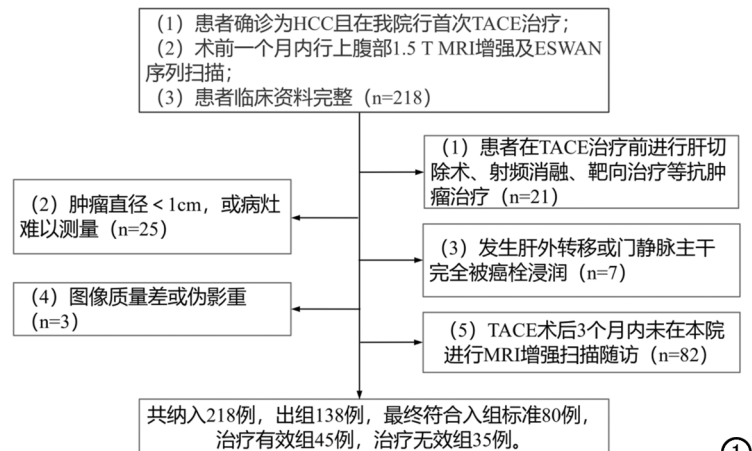 （1）患者确诊为HCC且在我院行首次TACE治疗；
（2）术前一个月内行上腹部1.5 T MRI增强及ESWAN
序列扫描；
（3）患者临床资料完整（n=218）
（1）患者在TACE治疗前进行肝切
除术、射频消融、靶向治疗等抗肿
瘤治疗（n=21）
（2）肿瘤直径＜1cm，或病灶
难以测量（n=25）
（3）发生肝外转移或门静脉主干
完全被癌栓浸润（n=7）
（4）图像质量差或伪影重
（n=3）
（5）TACE术后3个月内未在本院
进行MRI增强扫描随访（n=82）
共纳入218例，出组138例，最终符合入组标准80例，
治疗有效组45例，治疗无效组35例。
①